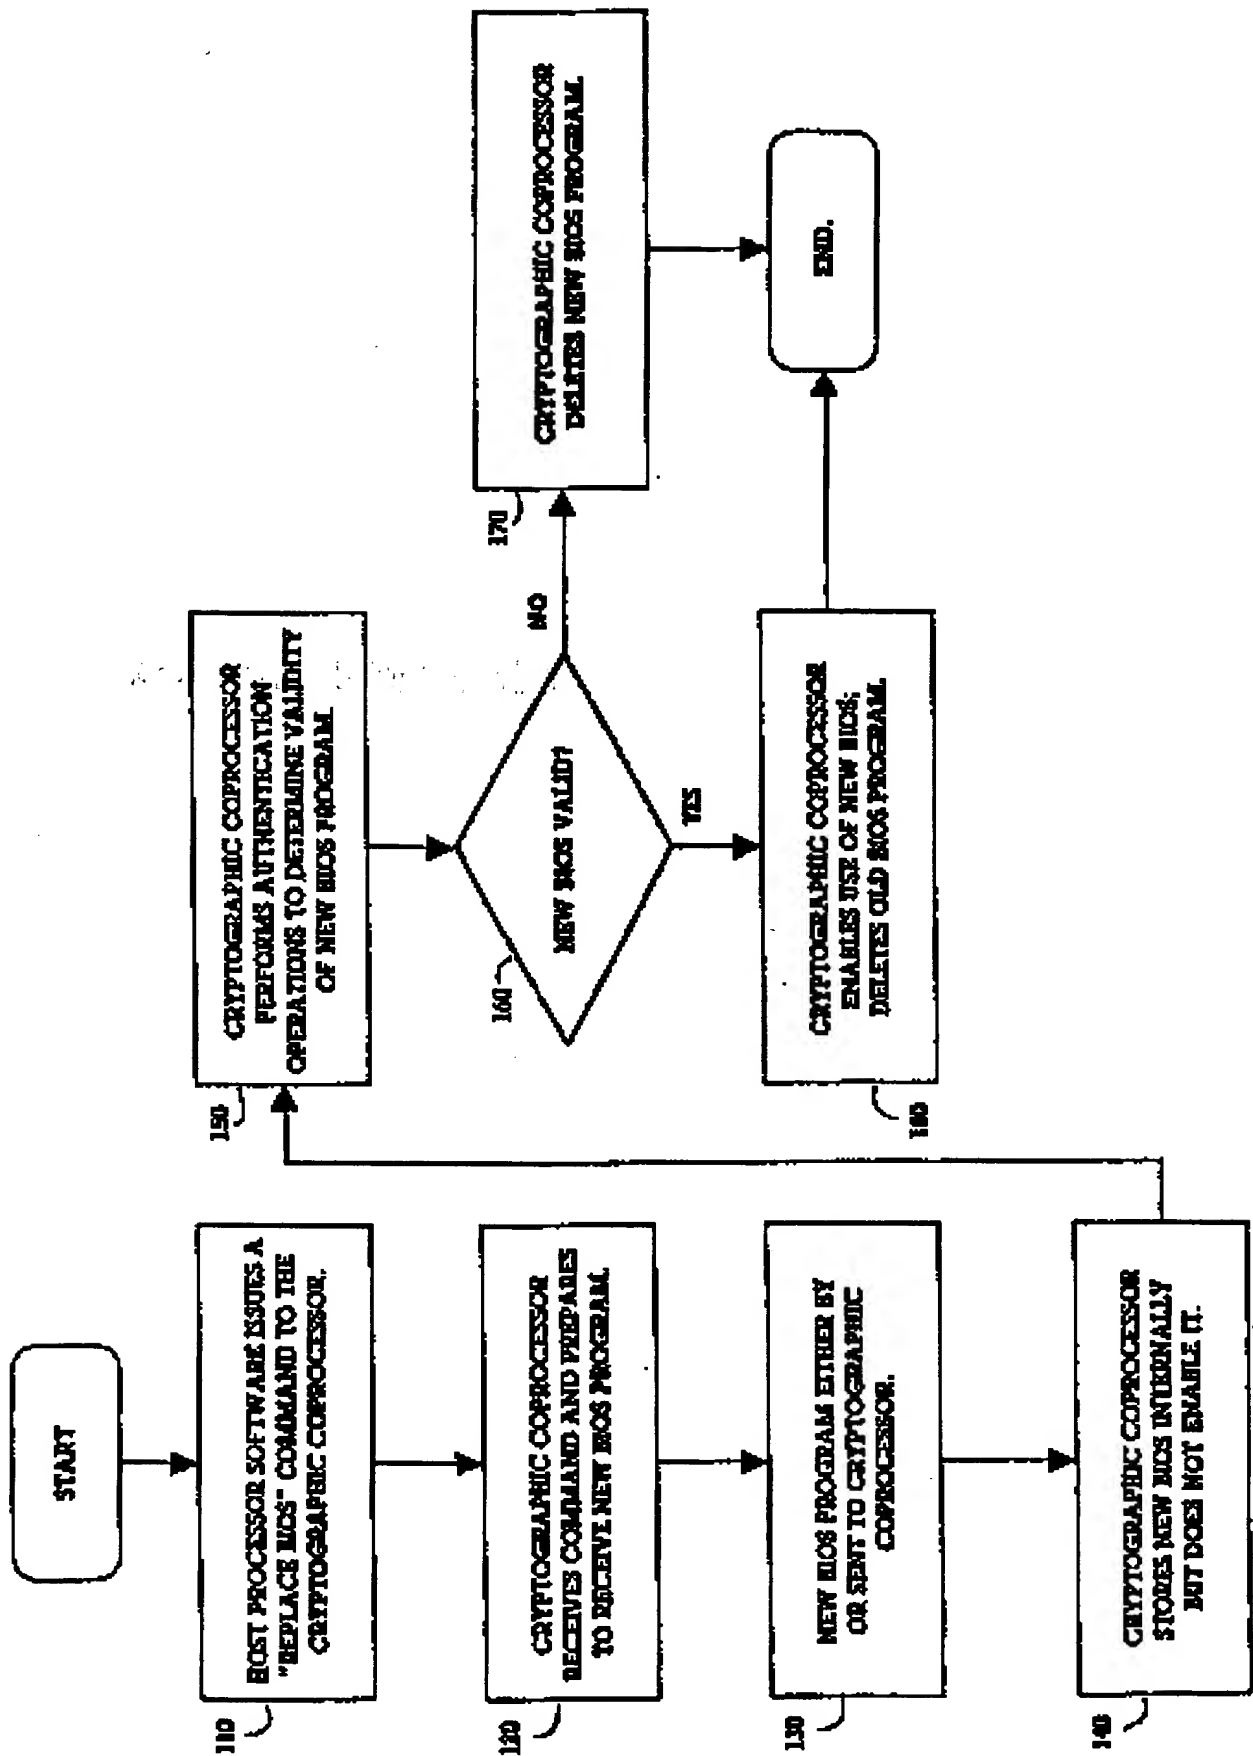 START
HOST PROCESSOR SOFTWARE ISSUES A
"REPLACE BIOS" COMMAND TO THE
CRYPTOGRAPHIC COPROCESSOR.
110
CRYPTOGRAPHIC COPROCESSOR
RECEIVES COMMAND AND PREPARES
TO RECEIVE NEW BIOS PROGRAM.
120
NEW BIOS PROGRAM EITHER BY
OR SENT TO CRYPTOGRAPHIC
COPROCESSOR.
130
CRYPTOGRAPHIC COPROCESSOR
STORES NEW BIOS INTERNALLY
BUT DOES NOT ENABLE IT.
140
CRYPTOGRAPHIC COPROCESSOR
PERFORMS AUTHENTICATION
OPERATIONS TO DETERMINE VALIDITY
OF NEW BIOS PROGRAM.
150
NEW BIOS VALID?
160
NO
YES
CRYPTOGRAPHIC COPROCESSOR
DELETES NEW BIOS PROGRAM.
170
CRYPTOGRAPHIC COPROCESSOR
ENABLES USE OF NEW BIOS;
DELETES OLD BIOS PROGRAM.
180
END.